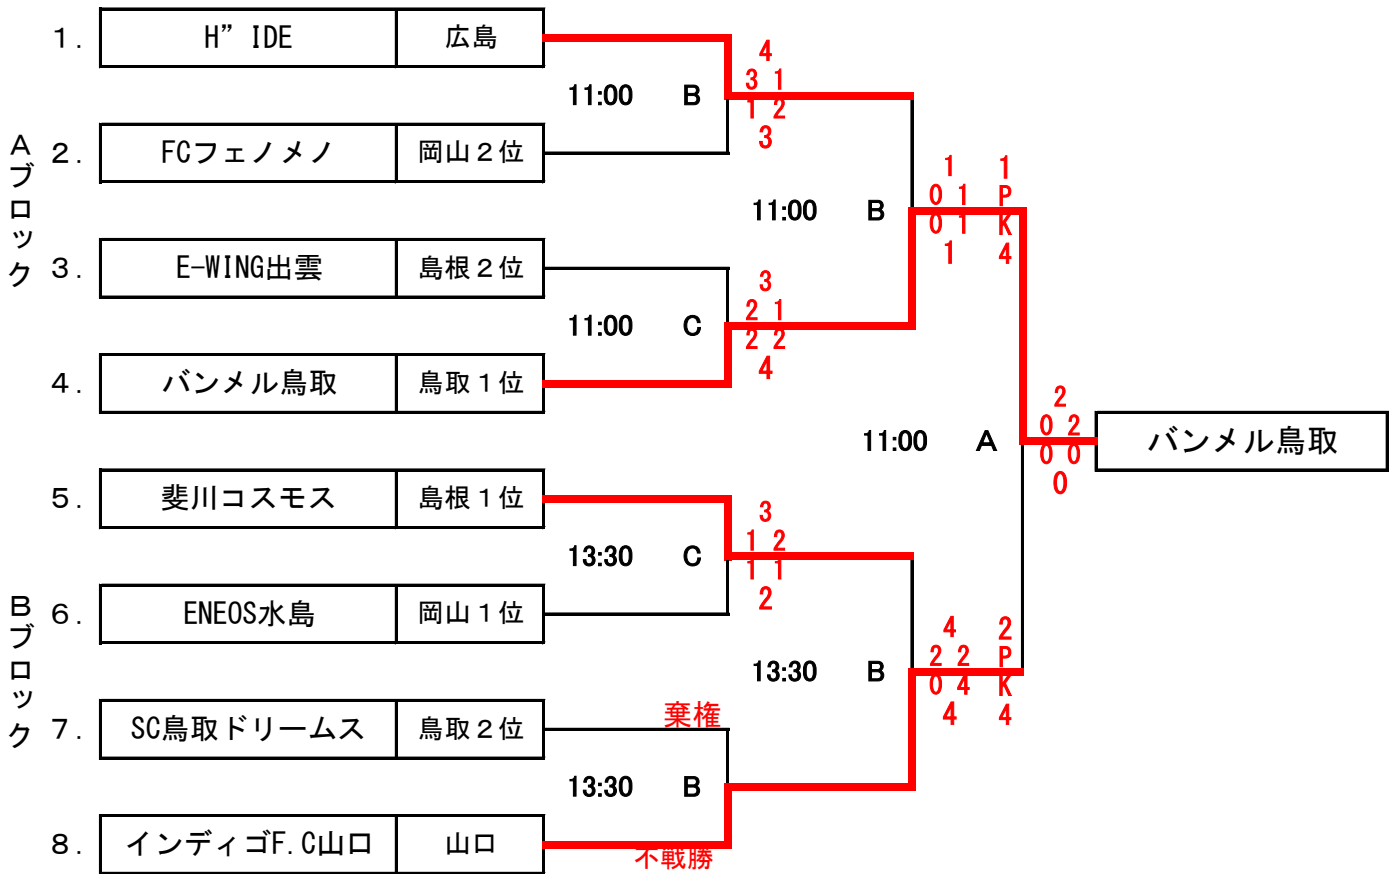 Aブロック
1. H”IDE 広島
11:00 B
4
3 1
1 2
3
2. FCフェノメノ 岡山２位
11:00 B
1
0 1
0 1
1
1PK4
3. E-WING出雲 島根２位
11:00 C
3
2 1
2 2
4
4. バンメル鳥取 鳥取１位
11:00 A
2
0 2
0 0
0
バンメル鳥取
Bブロック
5. 斐川コスモス 島根１位
13:30 C
3
1 2
1 1
2
6. ENEOS水島 岡山１位
13:30 B
4
2 2
0 4
4
2PK4
7. SC鳥取ドリームス 鳥取２位
棄権
13:30 B
8. インディゴF.C山口 山口
不戦勝